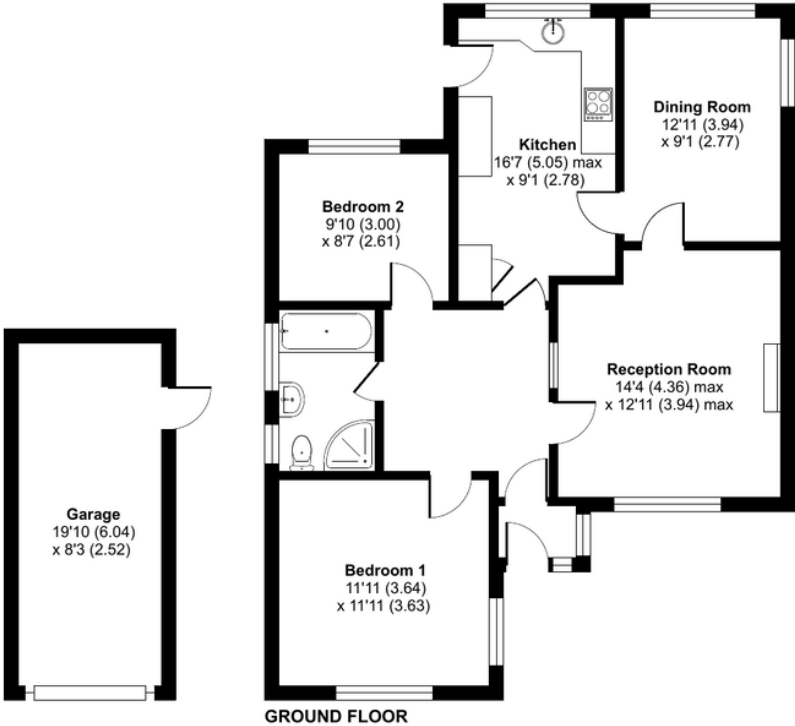 Dining Room
12'11 (3.94)
x 9'1 (2.77)
Kitchen
16'7 (5.05) max
x 9'1 (2.78)
Bedroom 2
9'10 (3.00)
x 8'7 (2.61)
Reception Room
14'4 (4.36) max
x 12'11 (3.94) max
Garage
19'10 (6.04)
x 8'3 (2.52)
Bedroom 1
11'11 (3.64)
x 11'11 (3.63)
GROUND FLOOR